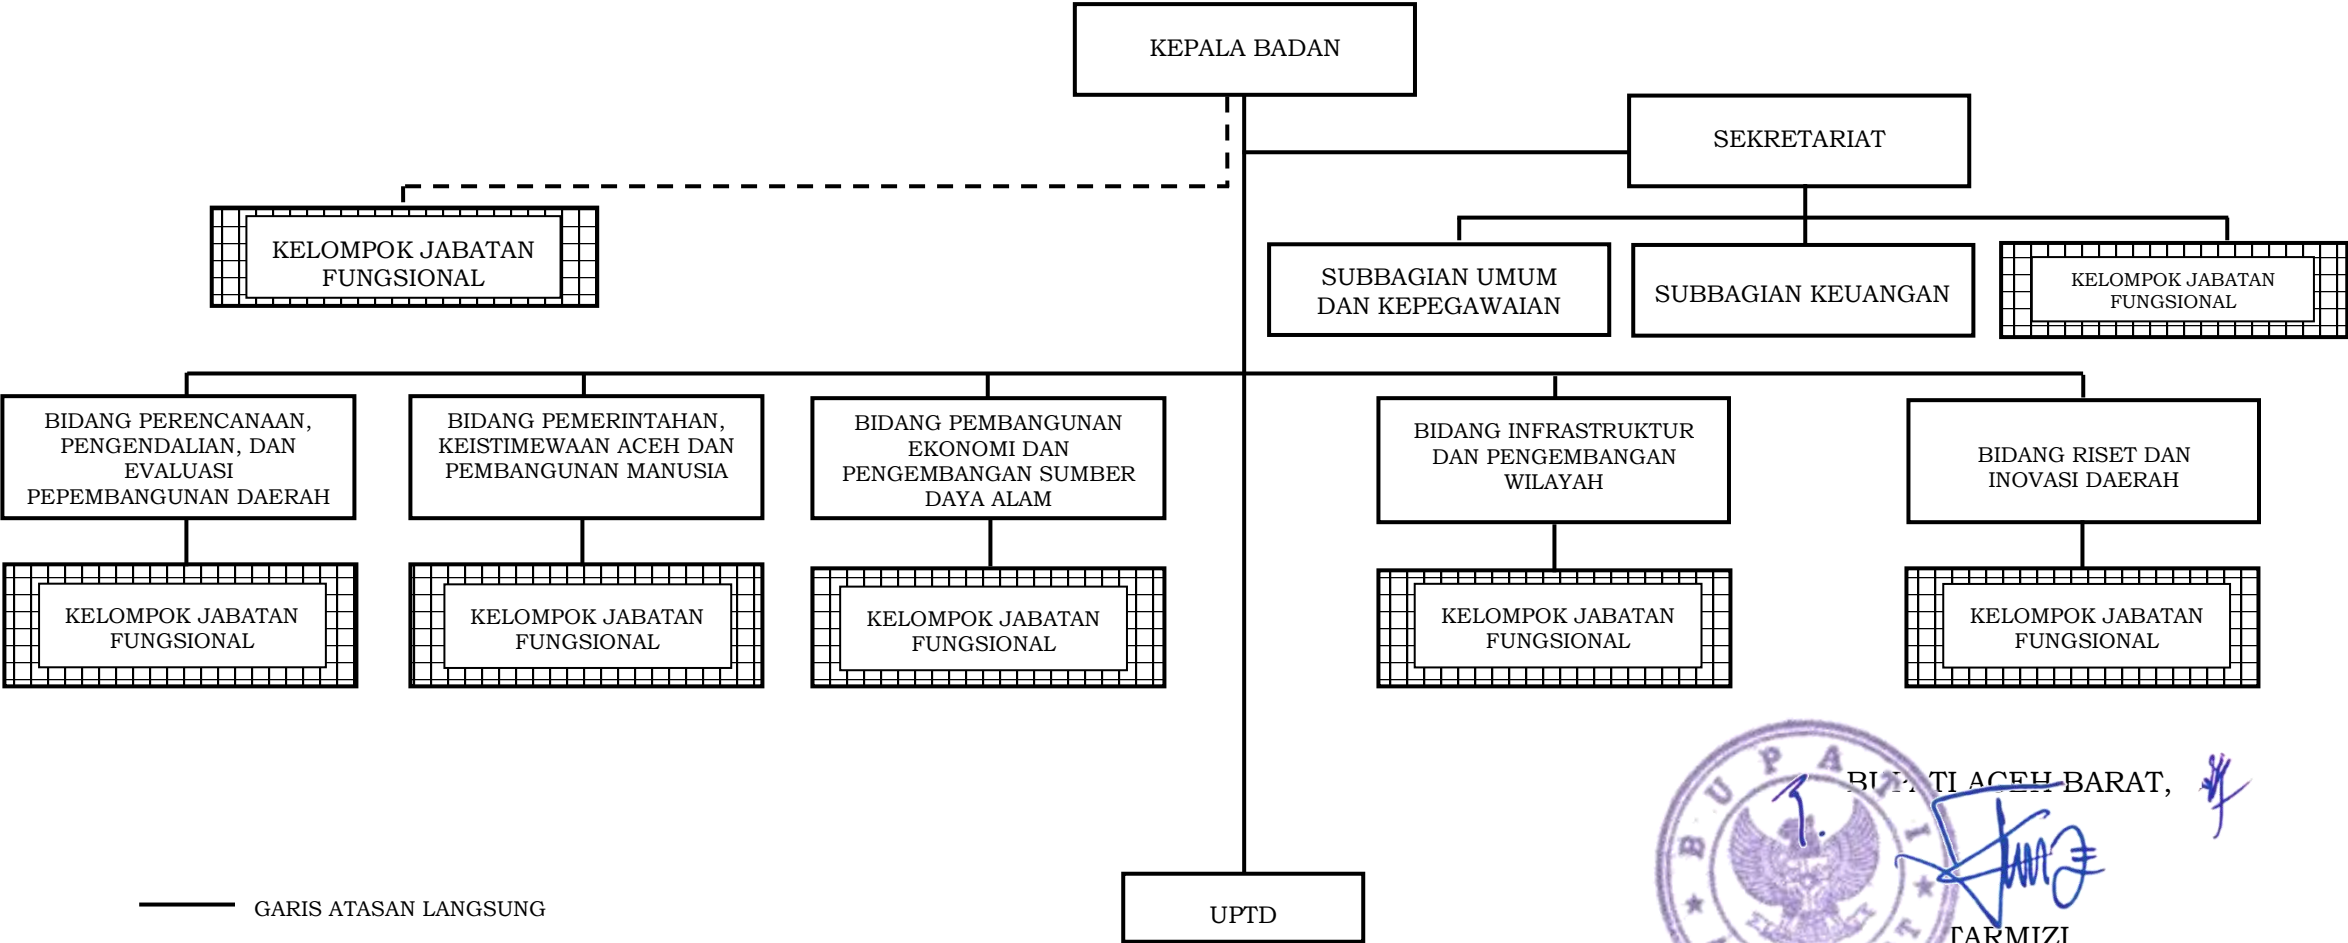 KEPALA BADAN
SEKRETARIAT
KELOMPOK JABATAN
FUNGSIONAL
SUBBAGIAN UMUM
DAN KEPEGAWAIAN
SUBBAGIAN KEUANGAN
KELOMPOK JABATAN
FUNGSIONAL
BIDANG PERENCANAAN,
PENGENDALIAN, DAN
EVALUASI
PEPEMBANGUNAN DAERAH
BIDANG PEMERINTAHAN,
KEISTIMEWAAN ACEH DAN
PEMBANGUNAN MANUSIA
BIDANG PEMBANGUNAN
EKONOMI DAN
PENGEMBANGAN SUMBER
DAYA ALAM
BIDANG INFRASTRUKTUR
DAN PENGEMBANGAN
WILAYAH
BIDANG RISET DAN
INOVASI DAERAH
KELOMPOK JABATAN
FUNGSIONAL
KELOMPOK JABATAN
FUNGSIONAL
KELOMPOK JABATAN
FUNGSIONAL
KELOMPOK JABATAN
FUNGSIONAL
KELOMPOK JABATAN
FUNGSIONAL
BUPATI ACEH BARAT,
BUPATI
TARMIZI
GARIS ATASAN LANGSUNG
UPTD